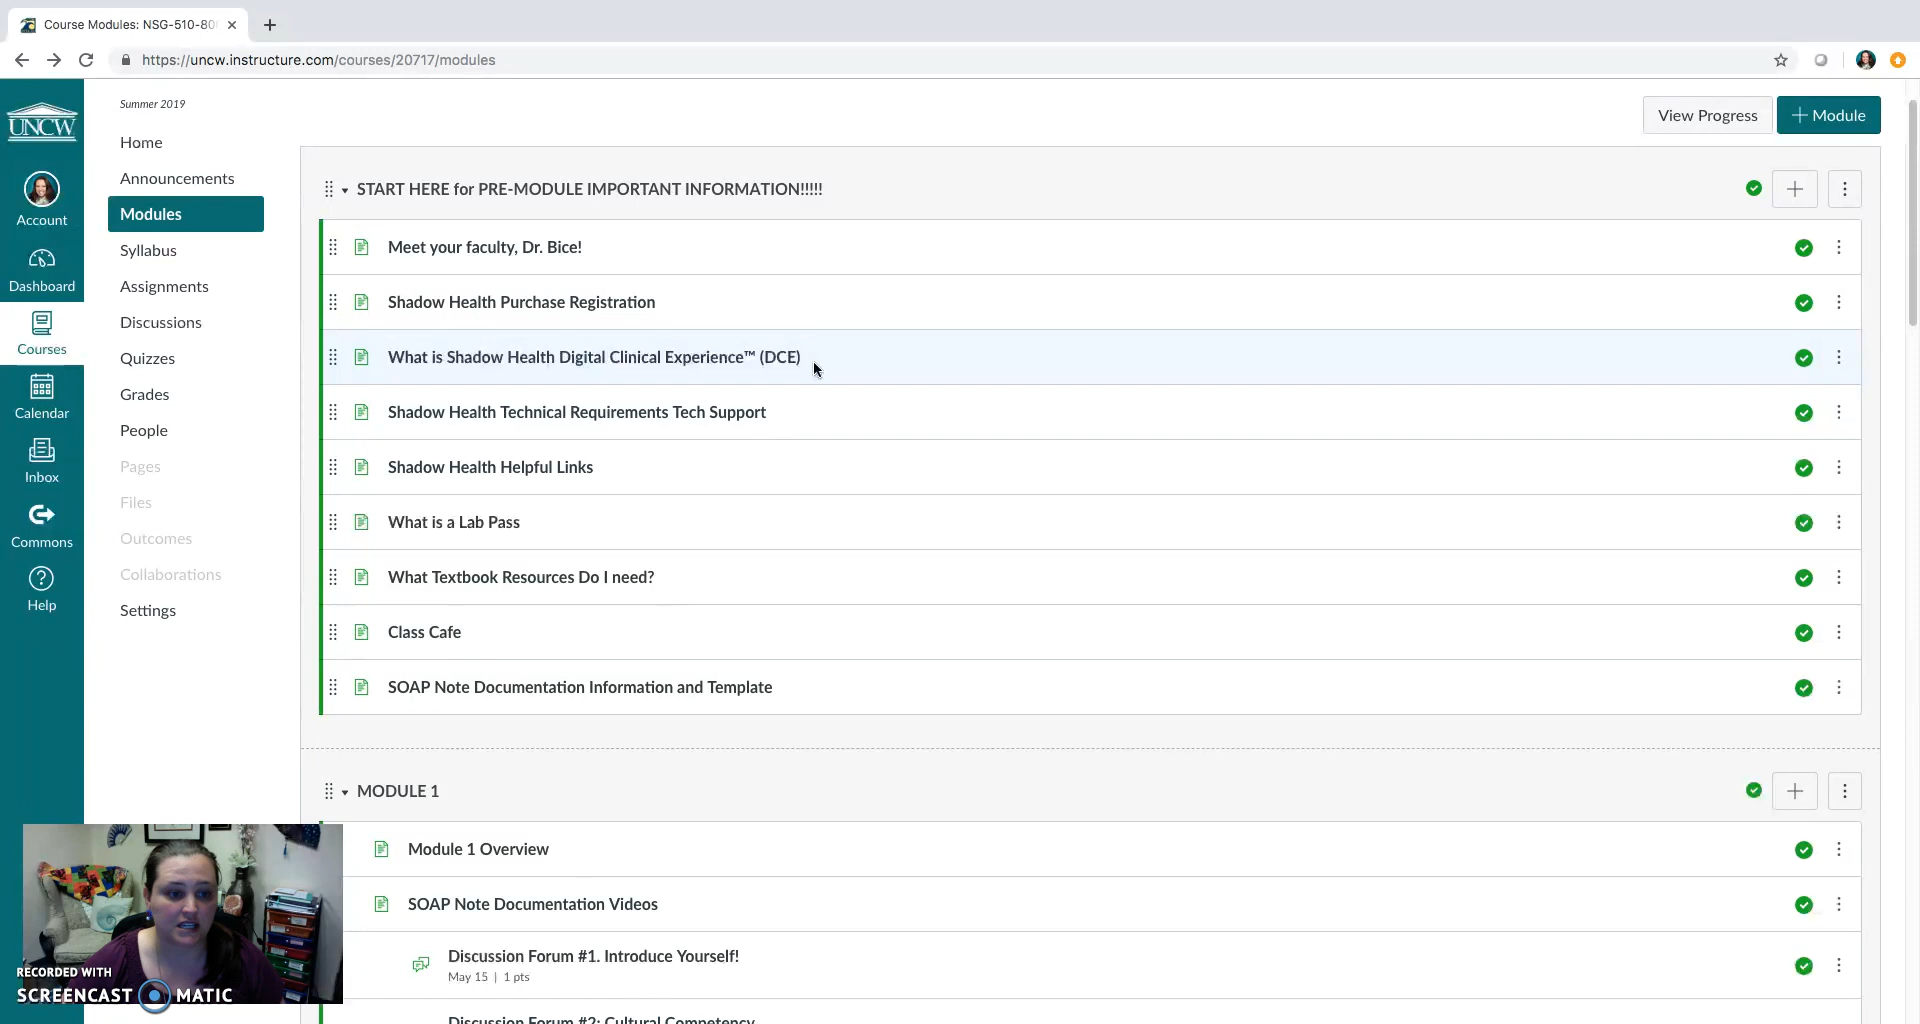 Course Modules: NSG-510-80
https://uncw.instructure.com/courses/20717/modules
UNCW
Account
Dashboard
Courses
Calendar
Inbox
Commons
Help
Summer 2019
Home
Announcements
Modules
Syllabus
Assignments
Discussions
Quizzes
Grades
People
Pages
Files
Outcomes
Collaborations
Settings
View Progress
+ Module
START HERE for PRE-MODULE IMPORTANT INFORMATION!!!!!
Meet your faculty, Dr. Bice!
Shadow Health Purchase Registration
What is Shadow Health Digital Clinical Experience™ (DCE)
Shadow Health Technical Requirements Tech Support
Shadow Health Helpful Links
What is a Lab Pass
What Textbook Resources Do I need?
Class Cafe
SOAP Note Documentation Information and Template
MODULE 1
Module 1 Overview
SOAP Note Documentation Videos
Discussion Forum #1. Introduce Yourself!
May 15 | 1 pts
Discussion Forum #2: Cultural Competency
RECORDED WITH
SCREENCAST MATIC